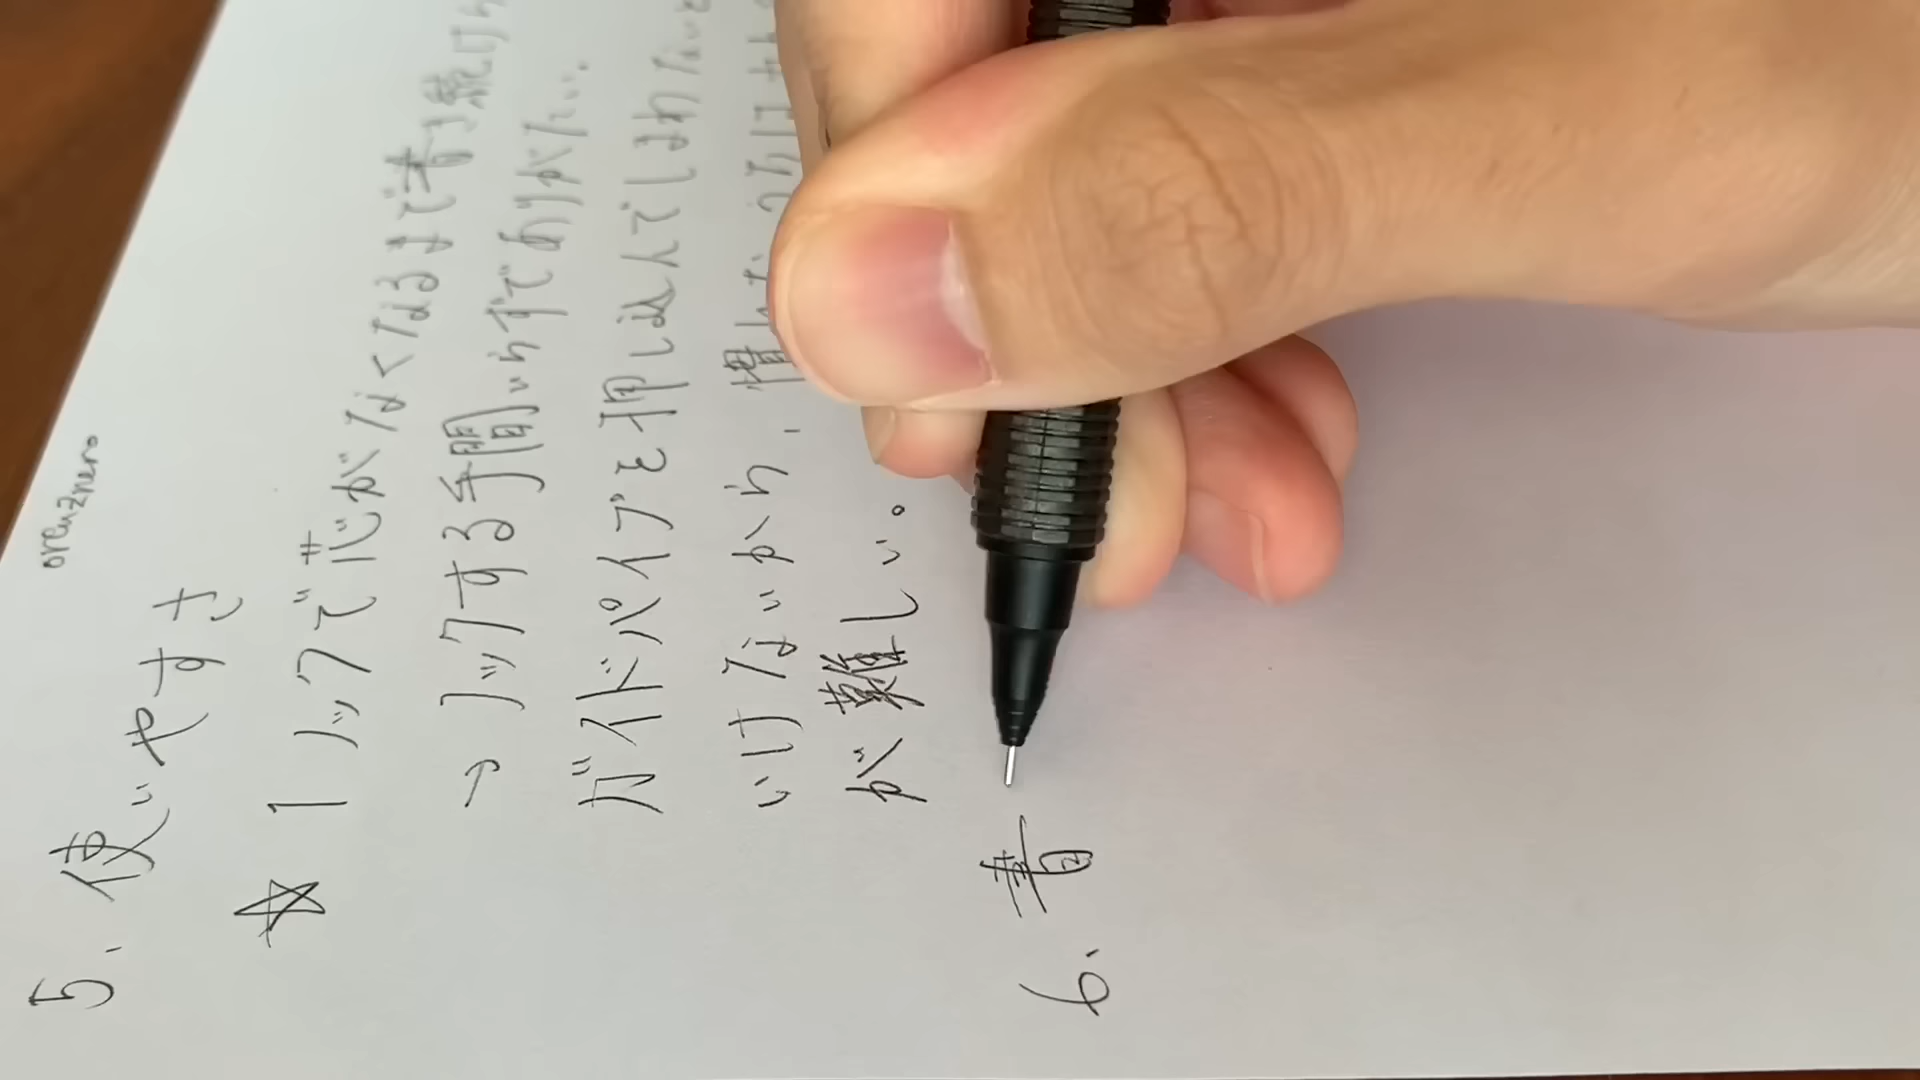 orenznero
5. 使いやすさ
☆ 1ノックで芯がなくなるまで書き続けら
→ ノックする手間いらずでありがたい。
ガイドパイプを押し込んでしまわないと
いけないから、慣れ
が難しい。
6. 書